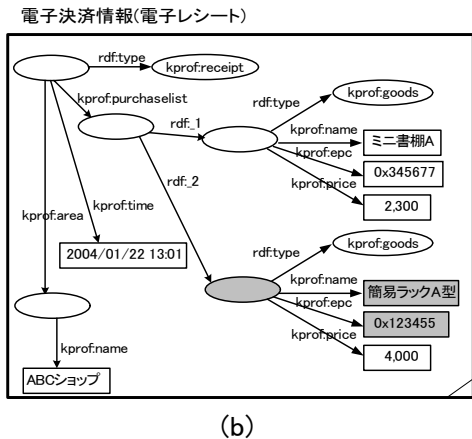 電子決済情報(電子レシート)
rdf:type
kprof:receipt
kprof:purchaselist
rdf:_1
rdf:type
kprof:goods
kprof:name
ミニ書棚A
kprof:epc
0x345677
kprof:price
2,300
rdf:_2
kprof:area
kprof:time
2004/01/22 13:01
rdf:type
kprof:goods
kprof:name
簡易ラックA型
kprof:epc
0x123455
kprof:price
4,000
kprof:name
ABCショップ
(b)